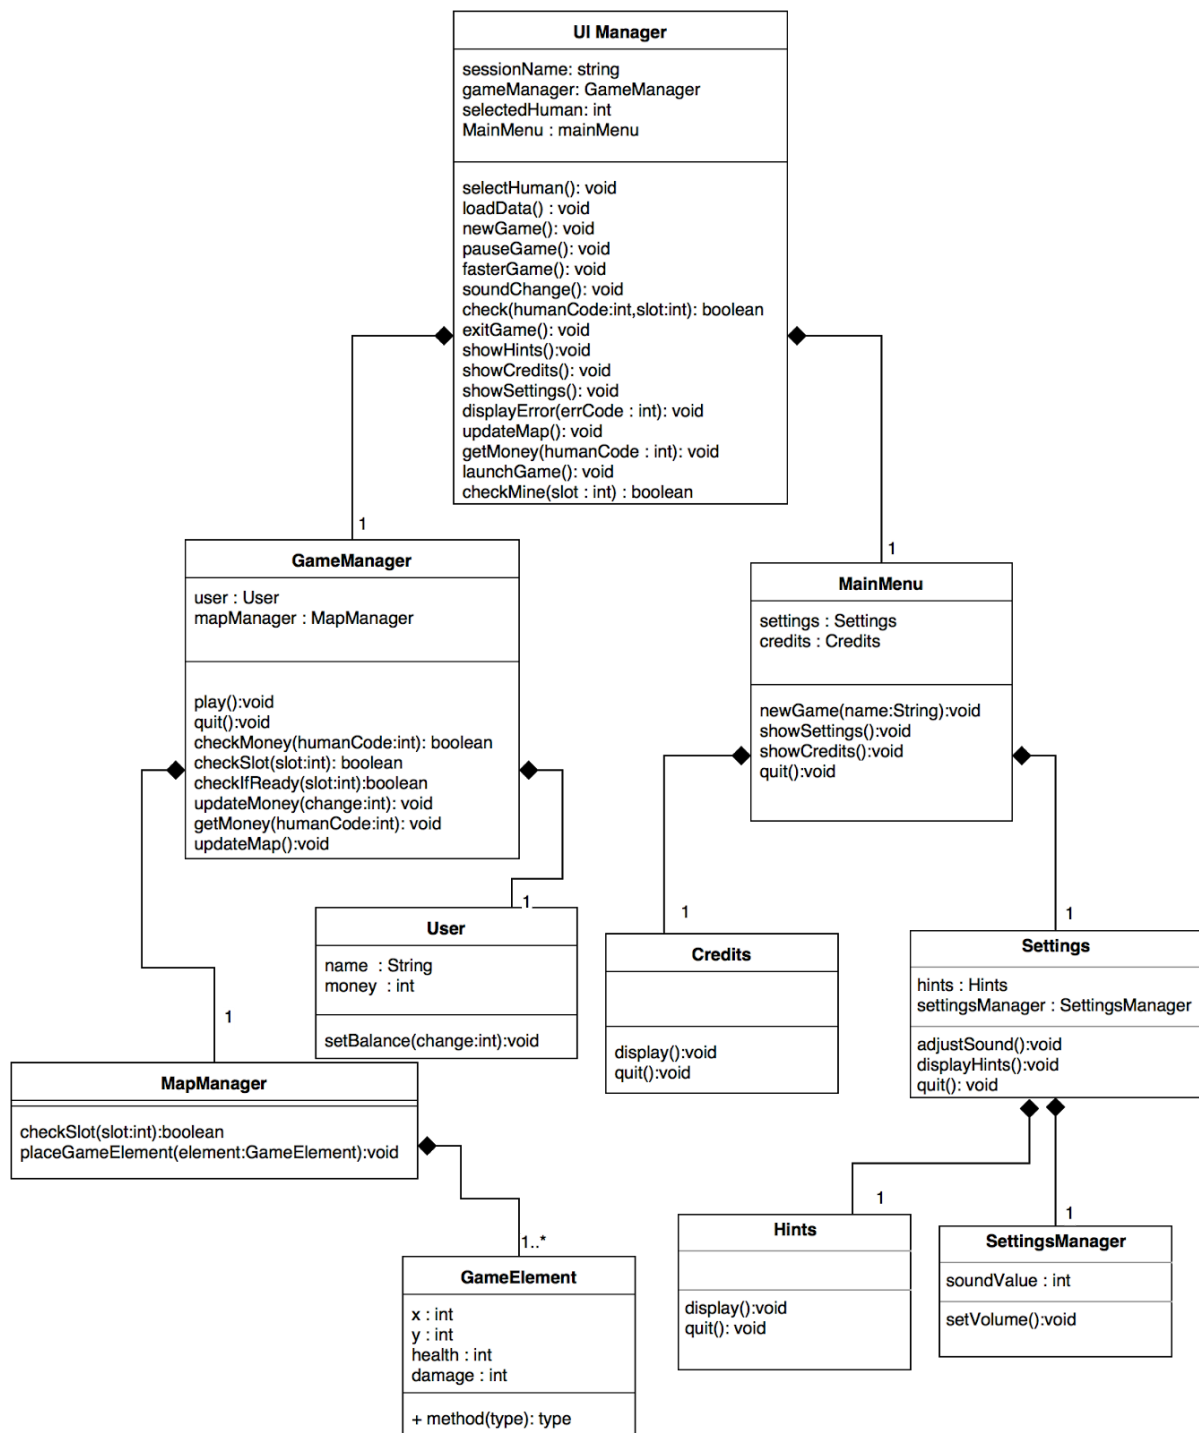 UI Manager
sessionName: string
gameManager: GameManager
selectedHuman: int
MainMenu : mainMenu
selectHuman(): void
loadData() : void
newGame(): void
pauseGame(): void
fasterGame(): void
soundChange(): void
check(humanCode:int,slot:int): boolean
exitGame(): void
showHints():void
showCredits(): void
showSettings(): void
displayError(errCode : int): void
updateMap(): void
getMoney(humanCode : int): void
launchGame(): void
checkMine(slot : int) : boolean
1
1
GameManager
user : User
mapManager : MapManager
play():void
quit():void
checkMoney(humanCode:int): boolean
checkSlot(slot:int): boolean
checkIfReady(slot:int):boolean
updateMoney(change:int): void
getMoney(humanCode:int): void
updateMap():void
MainMenu
settings : Settings
credits : Credits
newGame(name:String):void
showSettings():void
showCredits():void
quit():void
1
1
1
1
User
name : String
money : int
setBalance(change:int):void
Credits
display():void
quit():void
Settings
hints : Hints
settingsManager : SettingsManager
adjustSound():void
displayHints():void
quit(): void
MapManager
checkSlot(slot:int):boolean
placeGameElement(element:GameElement):void
1..*
1
1
GameElement
x : int
y : int
health : int
damage : int
+ method(type): type
Hints
display():void
quit(): void
SettingsManager
soundValue : int
setVolume():void